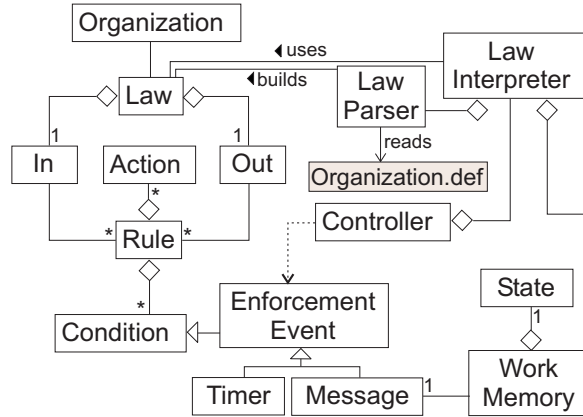 Organization
◀ uses
Law
Interpreter
◀ builds
Law
Law
Parser
1
1
reads
In
Action
Out
Organization.def
*
Controller
*
Rule
*
*
Enforcement
Event
State
Condition
1
Work
Memory
Timer
Message
1